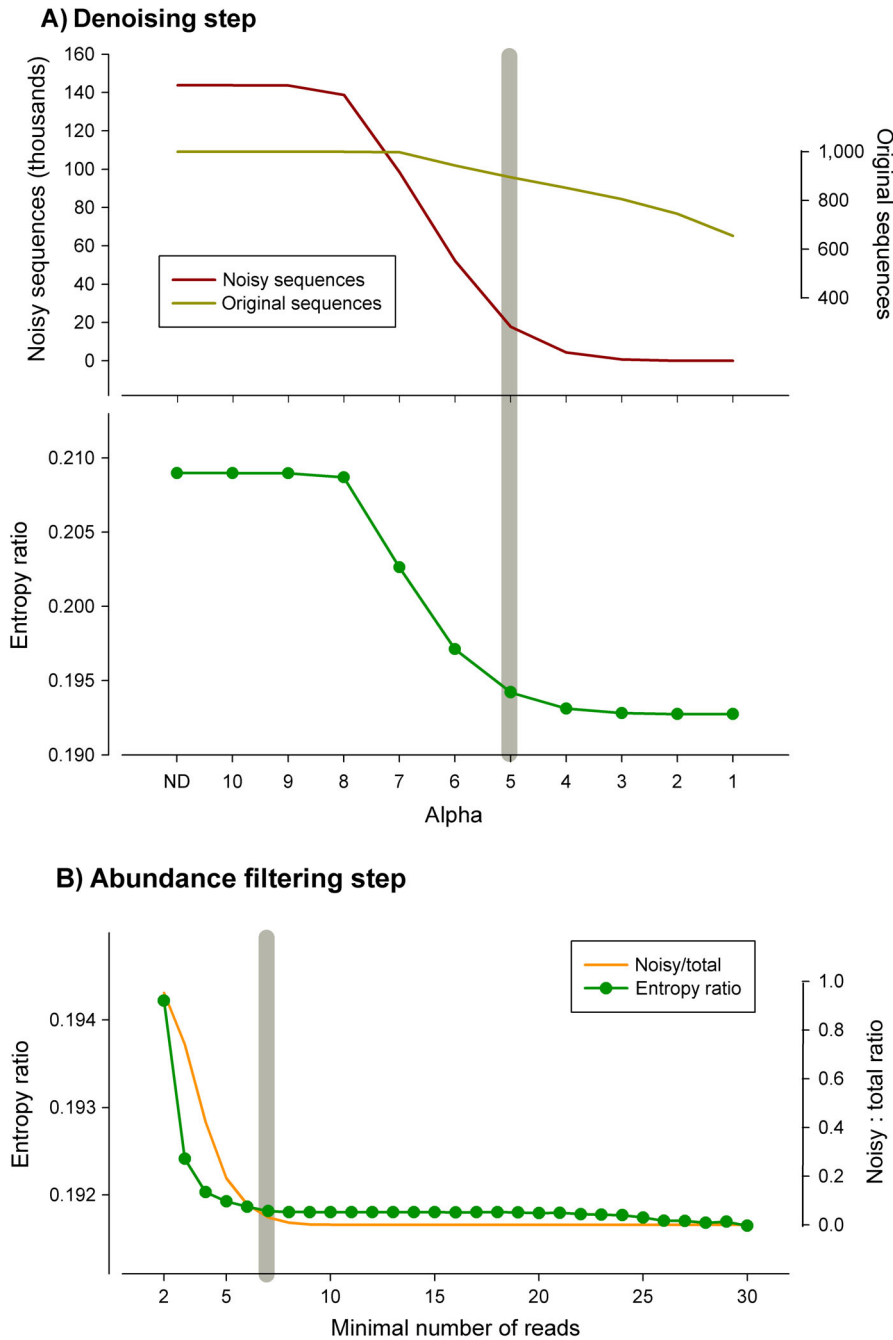 A) Denoising step
160
140
120
100
80
60
40
20
0
Noisy sequences (thousands)
1,000
800
600
400
Original sequences
Noisy sequences
Original sequences
0.210
0.205
0.200
0.195
0.190
Entropy ratio
ND 10 9 8 7 6 5 4 3 2 1
Alpha
B) Abundance filtering step
Noisy/total
Entropy ratio
0.194
0.193
0.192
Entropy ratio
1.0
0.8
0.6
0.4
0.2
0.0
Noisy : total ratio
2 5 10 15 20 25 30
Minimal number of reads